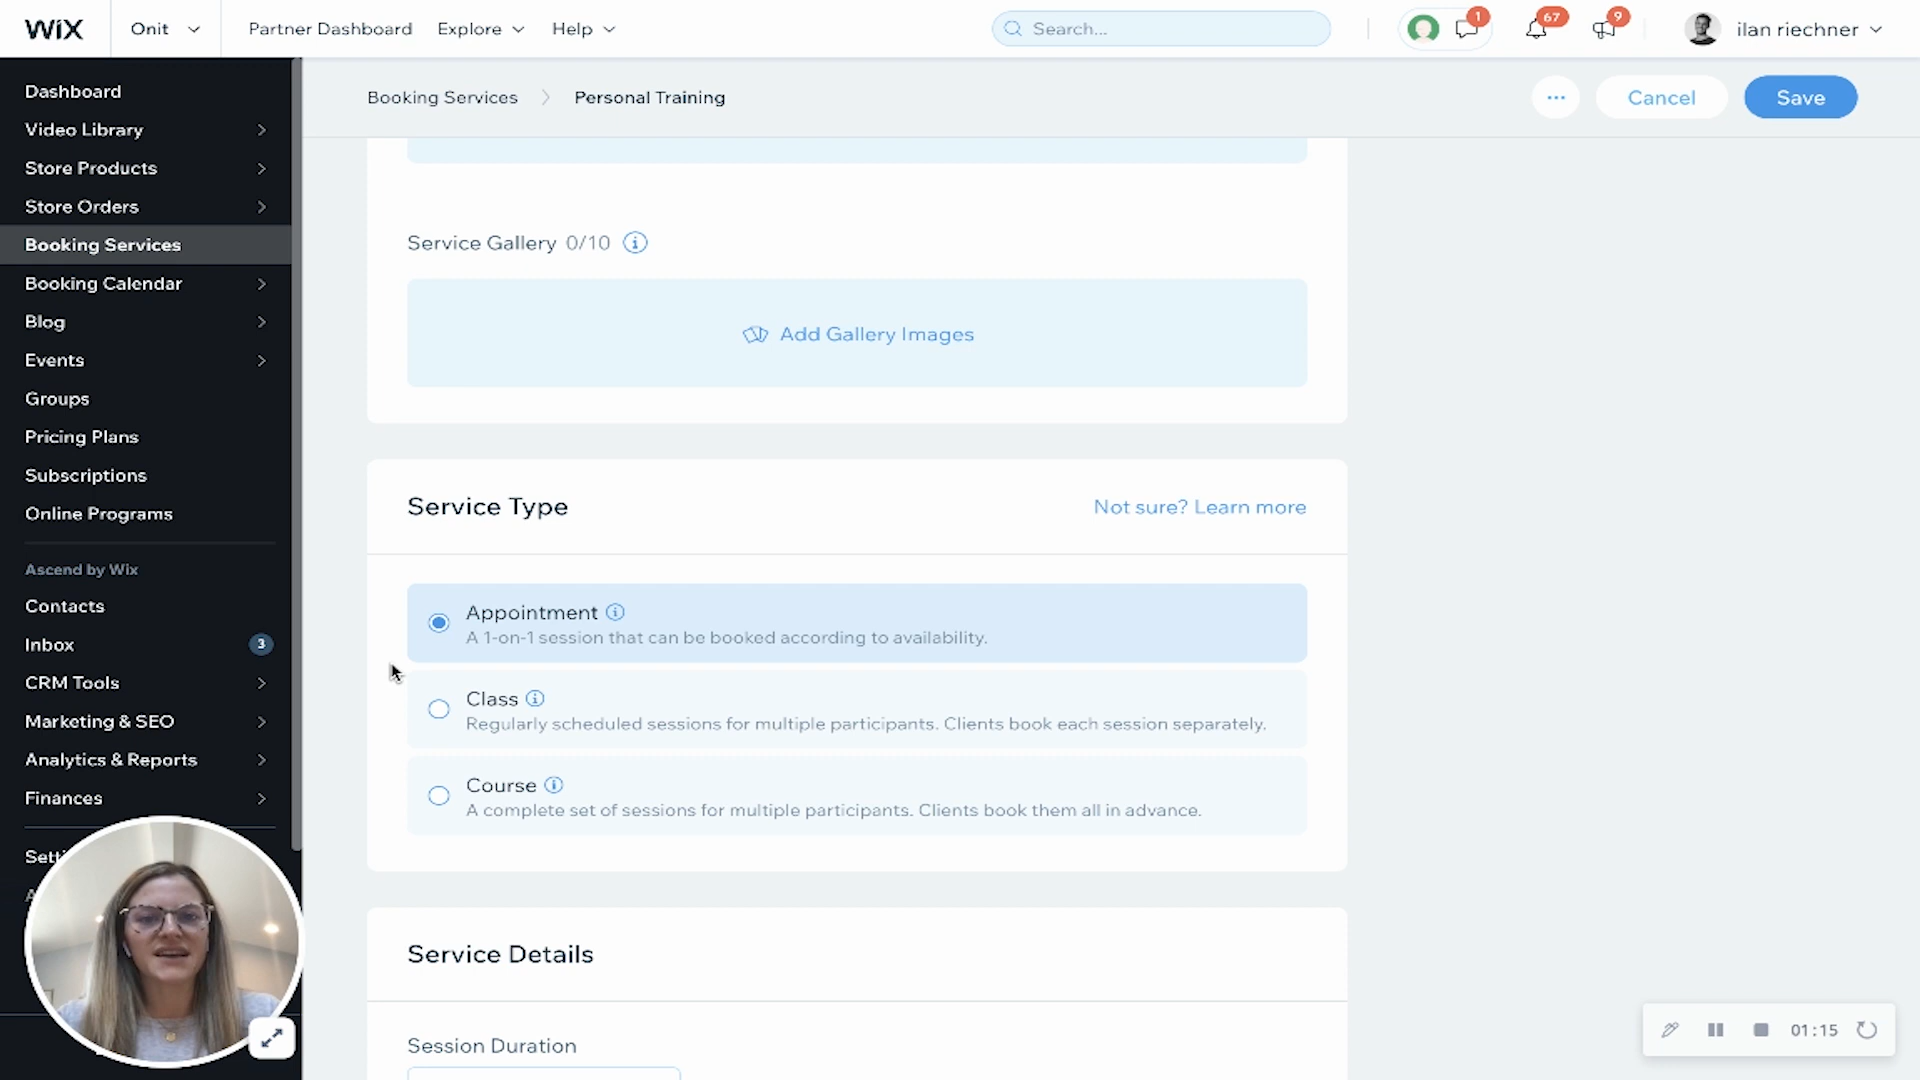 WIX
Onit
Partner Dashboard
Explore
Help
Search...
1
67
9
ilan riechner
Dashboard
Video Library
Store Products
Store Orders
Booking Services
Booking Calendar
Blog
Events
Groups
Pricing Plans
Subscriptions
Online Programs
Ascend by Wix
Contacts
Inbox
3
CRM Tools
Marketing & SEO
Analytics & Reports
Finances
Booking Services
Personal Training
Cancel
Save
Service Gallery 0/10
Add Gallery Images
Service Type
Not sure? Learn more
Appointment
A 1-on-1 session that can be booked according to availability.
Class
Regularly scheduled sessions for multiple participants. Clients book each session separately.
Course
A complete set of sessions for multiple participants. Clients book them all in advance.
Service Details
Session Duration
01:15